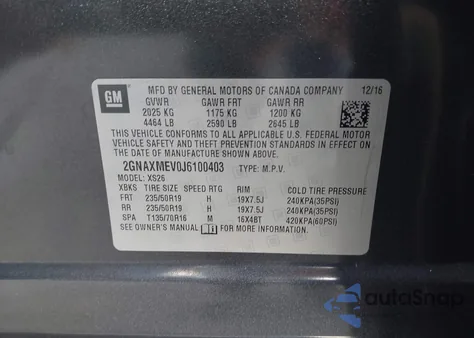 GM
MFD BY GENERAL MOTORS OF CANADA COMPANY 12/16
GVWR GAWR FRT GAWR RR
2025 KG 1175 KG 1200 KG
4464 LB 2590 LB 2645 LB
THIS VEHICLE CONFORMS TO ALL APPLICABLE U.S. FEDERAL MOTOR
VEHICLE SAFETY, BUMPER, AND THEFT PREVENTION STANDARDS IN EFFECT ON
THE DATE OF MANUFACTURE SHOWN ABOVE.
2GNAXMEV0J6100403 TYPE: M.P.V.
MODEL: XS26
XBKS TIRE SIZE SPEED RTG RIM COLD TIRE PRESSURE
FRT 235/50R19 H 19X7.5J 240KPA(35PSI)
RR 235/50R19 H 19X7.5J 240KPA(35PSI)
SPA T135/70R16 M 16X4BT 420KPA(60PSI)
SEE OWNER'S MANUAL FOR MORE INFORMATION.
autoSnap